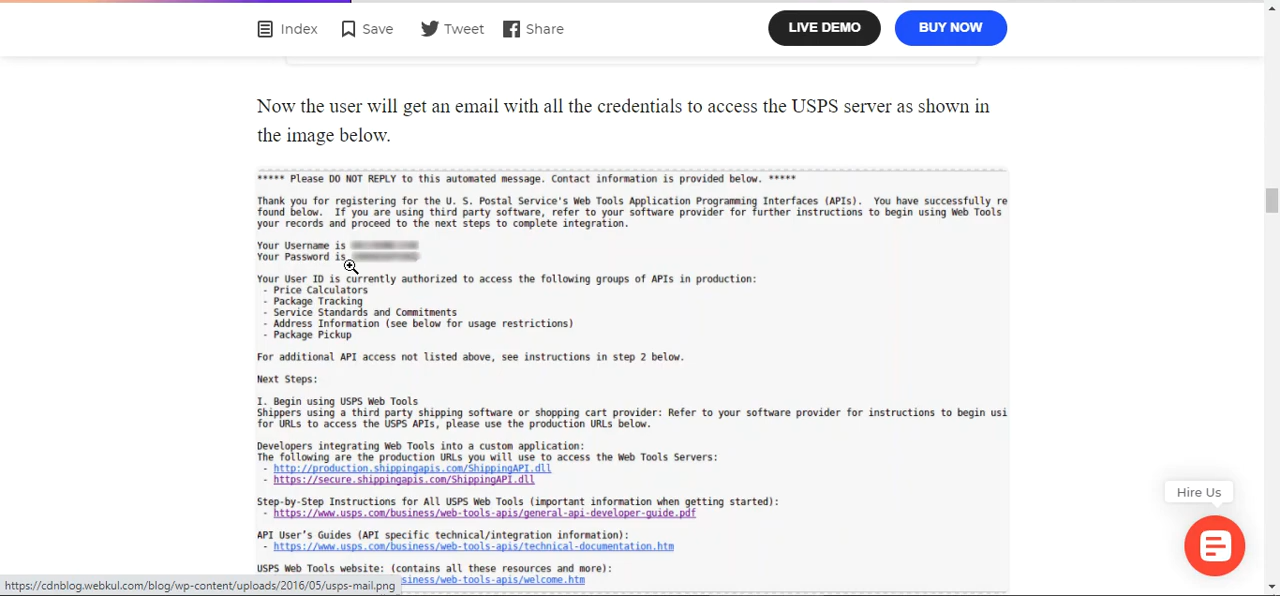 Index Save Tweet Share LIVE DEMO BUY NOW
Now the user will get an email with all the credentials to access the USPS server as shown in
the image below.
***** Please DO NOT REPLY to this automated message. Contact information is provided below. *****
Thank you for registering for the U. S. Postal Service's Web Tools Application Programming Interfaces (APIs).  You have successfully re
found below.  If you are using third party software, refer to your software provider for further instructions to begin using Web Tools
your records and proceed to the next steps to complete integration.
Your Username is
Your Password is
Your User ID is currently authorized to access the following groups of APIs in production:
- Price Calculators
- Package Tracking
- Service Standards and Commitments
- Address Information (see below for usage restrictions)
- Package Pickup
For additional API access not listed above, see instructions in step 2 below.
Next Steps:
I. Begin using USPS Web Tools
Shippers using a third party shipping software or shopping cart provider: Refer to your software provider for instructions to begin usi
for URLs to access the USPS APIs, please use the production URLs below.
Developers integrating Web Tools into a custom application:
The following are the production URLs you will use to access the Web Tools Servers:
- http://production.shippingapis.com/ShippingAPI.dll
- https://secure.shippingapis.com/ShippingAPI.dll
Step-by-Step Instructions for All USPS Web Tools (important information when getting started):
- https://www.usps.com/business/web-tools-apis/general-api-developer-guide.pdf
API User's Guides (API specific technical/integration information):
- https://www.usps.com/business/web-tools-apis/technical-documentation.htm
USPS Web Tools website: (contains all these resources and more):
siness/web-tools-apis/welcome.htm
Hire Us
https://cdnblog.webkul.com/blog/wp-content/uploads/2016/05/usps-mail.png